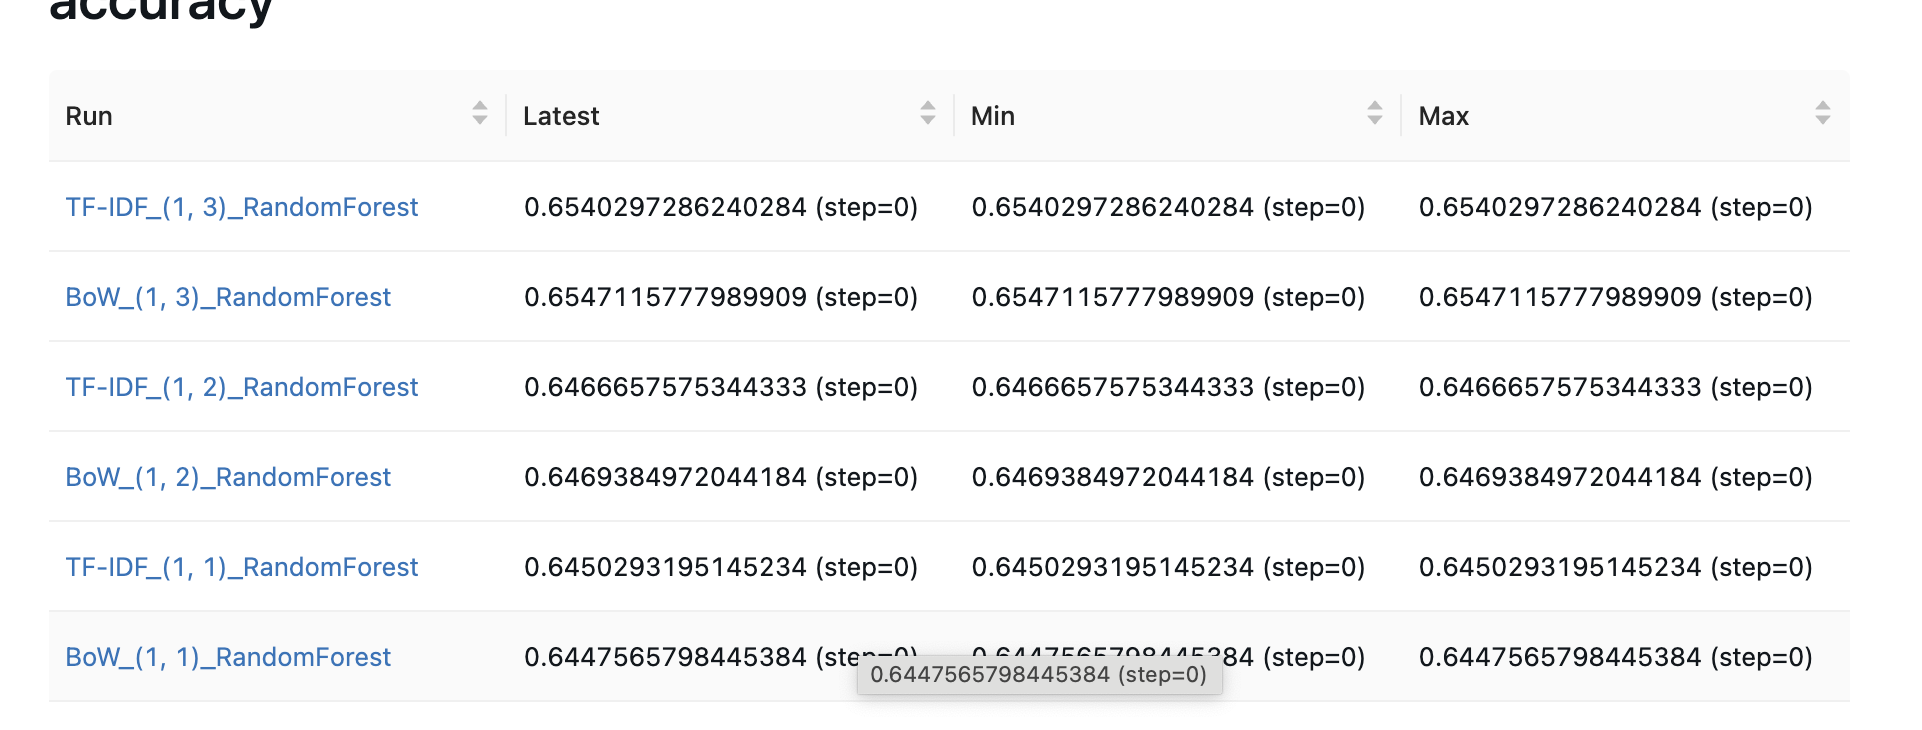 accuracy
Run Latest Min Max
TF-IDF_(1, 3)_RandomForest 0.6540297286240284 (step=0) 0.6540297286240284 (step=0) 0.6540297286240284 (step=0)
BoW_(1, 3)_RandomForest 0.6547115777989909 (step=0) 0.6547115777989909 (step=0) 0.6547115777989909 (step=0)
TF-IDF_(1, 2)_RandomForest 0.6466657575344333 (step=0) 0.6466657575344333 (step=0) 0.6466657575344333 (step=0)
BoW_(1, 2)_RandomForest 0.6469384972044184 (step=0) 0.6469384972044184 (step=0) 0.6469384972044184 (step=0)
TF-IDF_(1, 1)_RandomForest 0.6450293195145234 (step=0) 0.6450293195145234 (step=0) 0.6450293195145234 (step=0)
BoW_(1, 1)_RandomForest 0.6447565798445384 (step=0) 0.6447565798445384 (step=0) 0.6447565798445384 (step=0)
0.6447565798445384 (step=0)